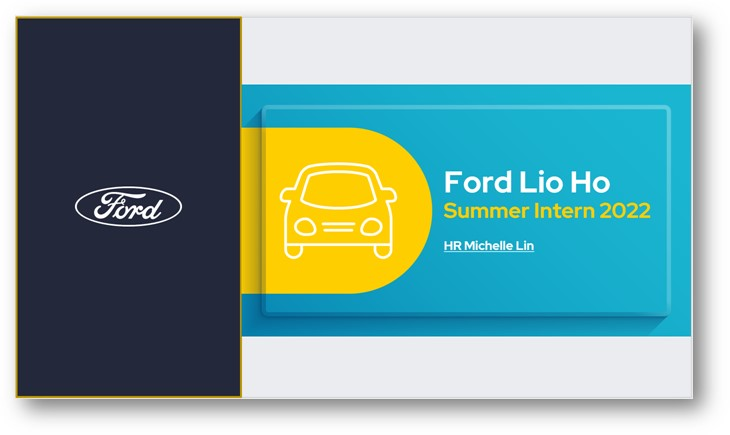 Ford
Ford Lio Ho
Summer Intern 2022
HR Michelle Lin